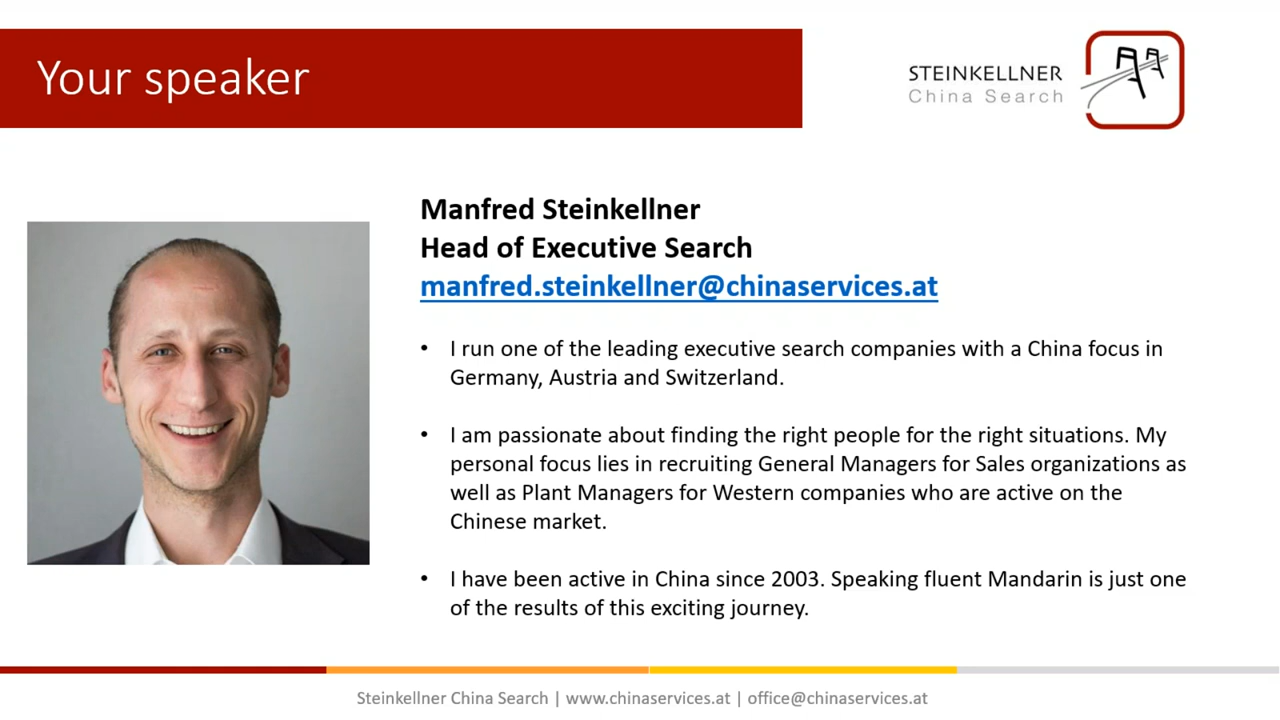 Your speaker
STEINKELLNER
China Search
Manfred Steinkellner
Head of Executive Search
manfred.steinkellner@chinaservices.at
• I run one of the leading executive search companies with a China focus in
Germany, Austria and Switzerland.
• I am passionate about finding the right people for the right situations. My
personal focus lies in recruiting General Managers for Sales organizations as
well as Plant Managers for Western companies who are active on the
Chinese market.
• I have been active in China since 2003. Speaking fluent Mandarin is just one
of the results of this exciting journey.
Steinkellner China Search | www.chinaservices.at | office@chinaservices.at